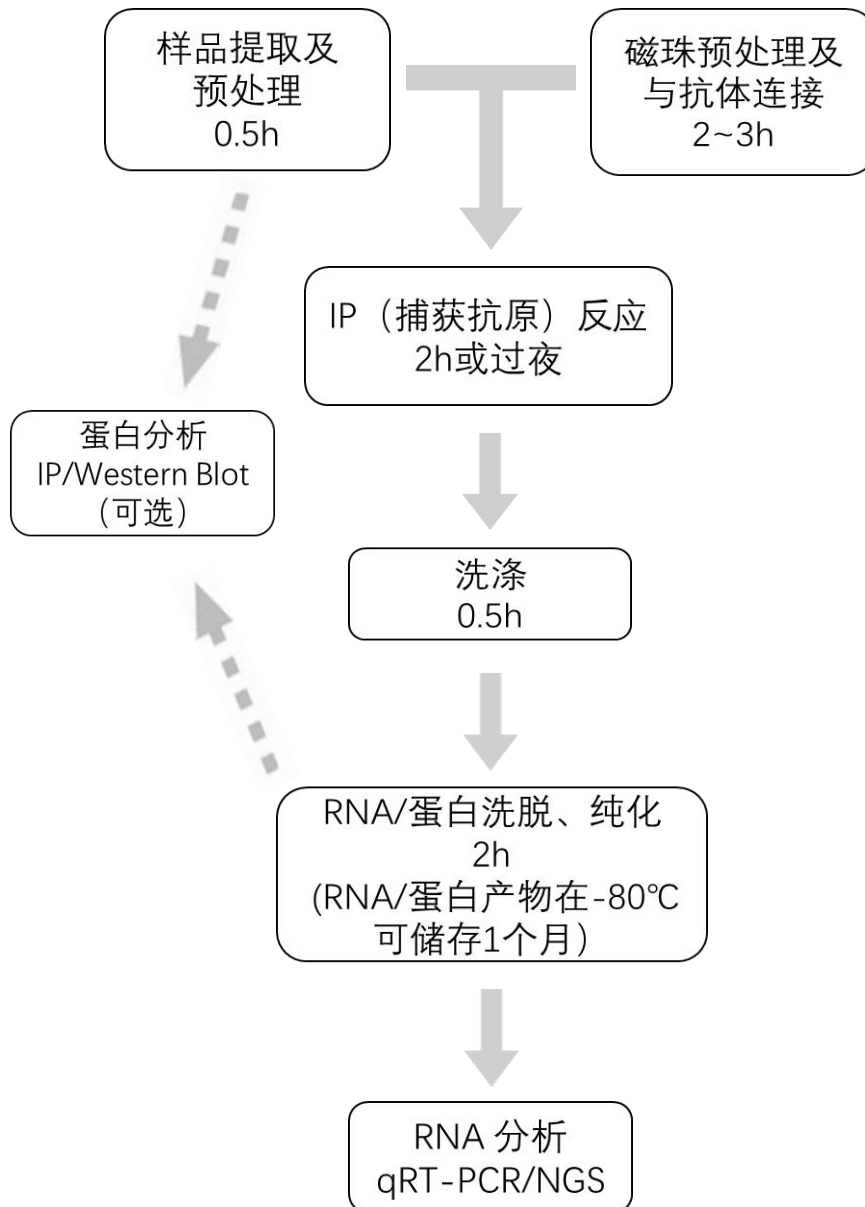 样品提取及
预处理
0.5h
磁珠预处理及
与抗体连接
2~3h
IP（捕获抗原）反应
2h或过夜
蛋白分析
IP/Western Blot
（可选）
洗涤
0.5h
RNA/蛋白洗脱、纯化
2h
(RNA/蛋白产物在-80℃
可储存1个月）
RNA 分析
qRT-PCR/NGS